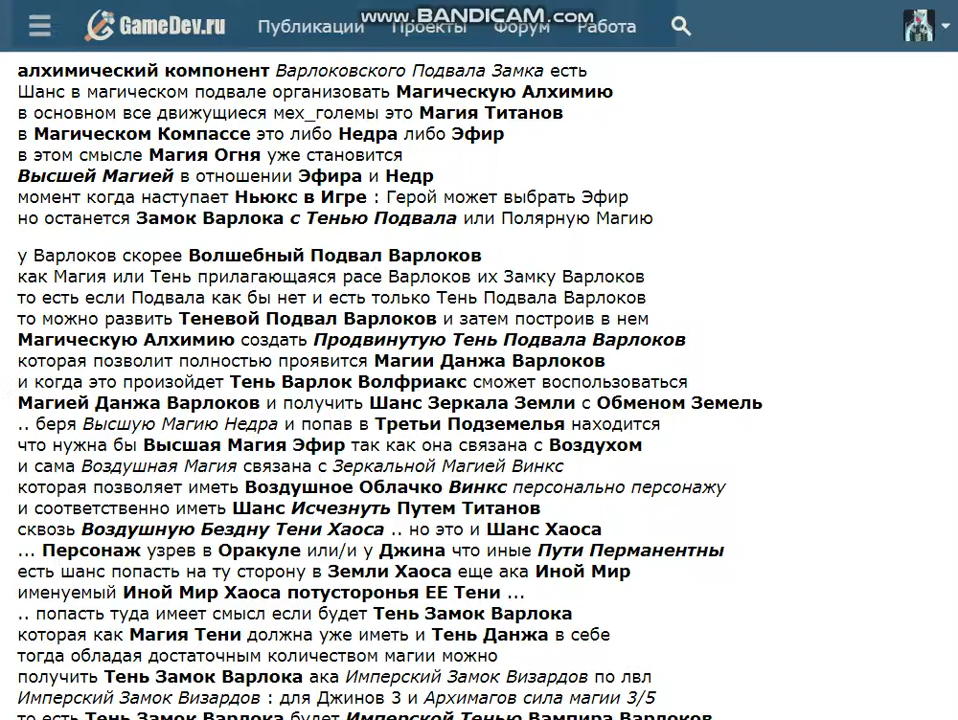 www.BANDICAM.com
GameDev.ru Публикации Проекты Форум Работа
алхимический компонент Варлоковского Подвала Замка есть
Шанс в магическом подвале организовать Магическую Алхимию
в основном все движущиеся мех_големы это Магия Титанов
в Магическом Компассе это либо Недра либо Эфир
в этом смысле Магия Огня уже становится
Высшей Магией в отношении Эфира и Недр
момент когда наступает Ньюкс в Игре : Герой может выбрать Эфир
но останется Замок Варлока с Тенью Подвала или Полярную Магию
у Варлоков скорее Волшебный Подвал Варлоков
как Магия или Тень прилагающаяся расе Варлоков их Замку Варлоков
то есть если Подвала как бы нет и есть только Тень Подвала Варлоков
то можно развить Теневой Подвал Варлоков и затем построив в нем
Магическую Алхимию создать Продвинутую Тень Подвала Варлоков
которая позволит полностью проявится Магии Данжа Варлоков
и когда это произойдет Тень Варлок Волфриакс сможет воспользоваться
Магией Данжа Варлоков и получить Шанс Зеркала Земли с Обменом Земель
.. беря Высшую Магию Недра и попав в Третьи Подземелья находится
что нужна бы Высшая Магия Эфир так как она связана с Воздухом
и сама Воздушная Магия связана с Зеркальной Магией Винкс
которая позволяет иметь Воздушное Облачко Винкс персонально персонажу
и соответственно иметь Шанс Исчезнуть Путем Титанов
сквозь Воздушную Бездну Тени Хаоса .. но это и Шанс Хаоса
... Персонаж узрев в Оракуле или/и у Джина что иные Пути Перманентны
есть шанс попасть на ту сторону в Земли Хаоса еще ака Иной Мир
именуемый Иной Мир Хаоса потусторонья ЕЕ Тени ...
.. попасть туда имеет смысл если будет Тень Замок Варлока
которая как Магия Тени должна уже иметь и Тень Данжа в себе
тогда обладая достаточным количеством магии можно
получить Тень Замок Варлока ака Имперский Замок Визардов по лвл
Имперский Замок Визардов : для Джинов 3 и Архимагов сила магии 3/5
то есть Тень Замок Варлока будет Имперской Тенью Вампира Варлоков